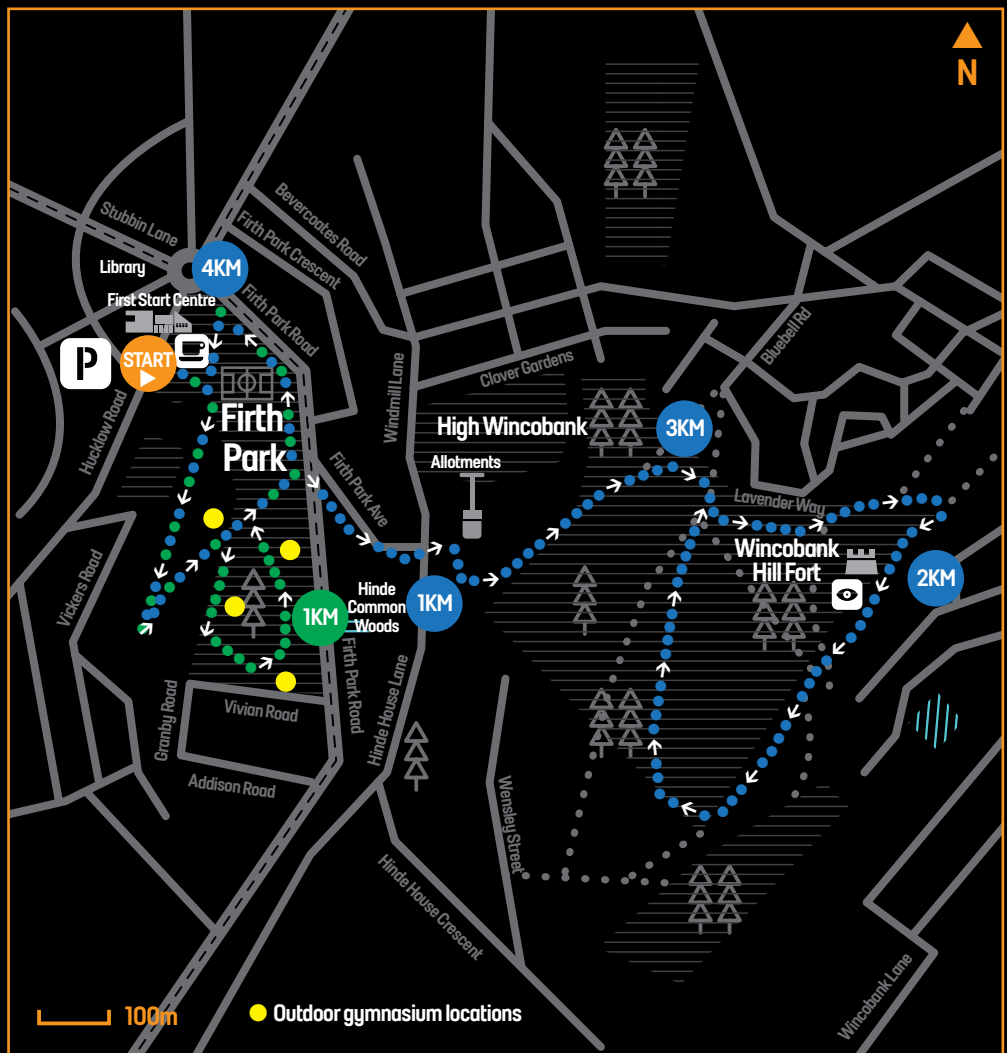 N
Stubbin Lane
Bevercoates Road
Firth Park Crescent
Library
4KM
First Start Centre
Firth Park Road
P
START
Bluebell Rd
Windmill Lane
Clover Gardens
Hucklow Road
Firth
Park
High Wincobank
3KM
Allotments
Firth Park Ave
Lavender Way
Wincobank
Hill Fort
2KM
Vickers Road
Hinde
Common
Woods
1KM
1KM
Firth Park Road
Granby Road
Vivian Road
Hinde House Lane
Addison Road
Wensley Street
Hinde House Crescent
Wincobank Lane
100m
Outdoor gymnasium locations